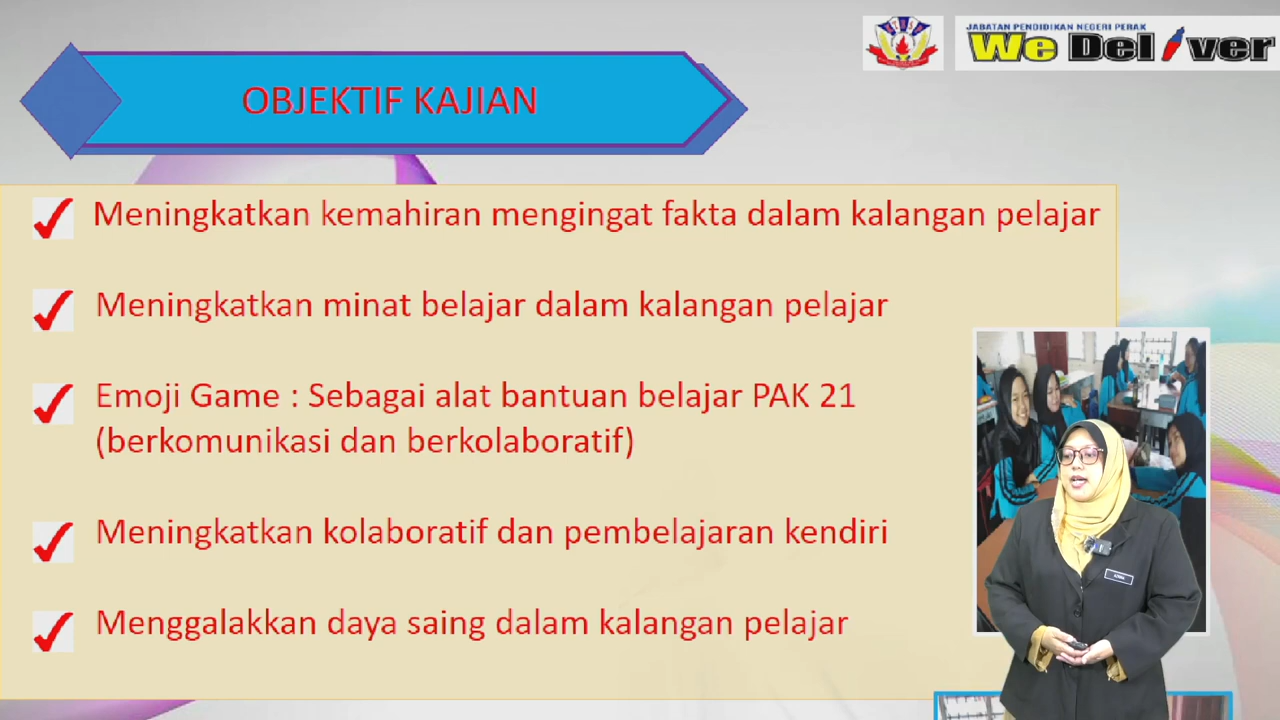 JABATAN PENDIDIKAN NEGERI PERAK
We Deliver
OBJEKTIF KAJIAN
Meningkatkan kemahiran mengingat fakta dalam kalangan pelajar
Meningkatkan minat belajar dalam kalangan pelajar
Emoji Game : Sebagai alat bantuan belajar PAK 21
(berkomunikasi dan berkolaboratif)
Meningkatkan kolaboratif dan pembelajaran kendiri
Menggalakkan daya saing dalam kalangan pelajar